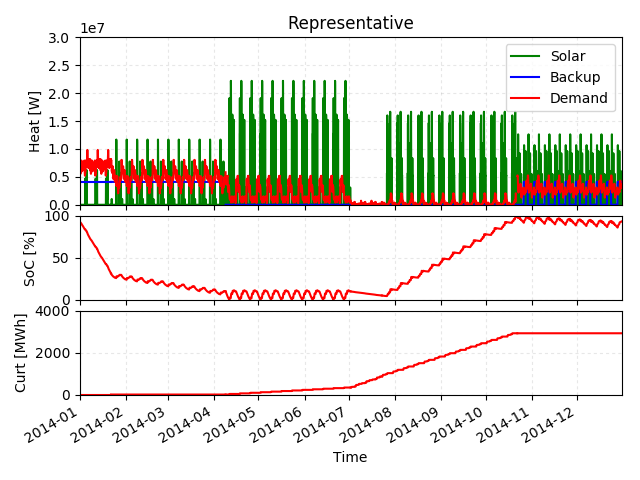 Representative
1e7
3.0
2.5
2.0
1.5
1.0
0.5
0.0
Heat [W]
Solar
Backup
Demand
100
50
0
SoC [%]
4000
2000
0
Curt [MWh]
2014-01
2014-02
2014-03
2014-04
2014-05
2014-06
2014-07
2014-08
2014-09
2014-10
2014-11
2014-12
Time